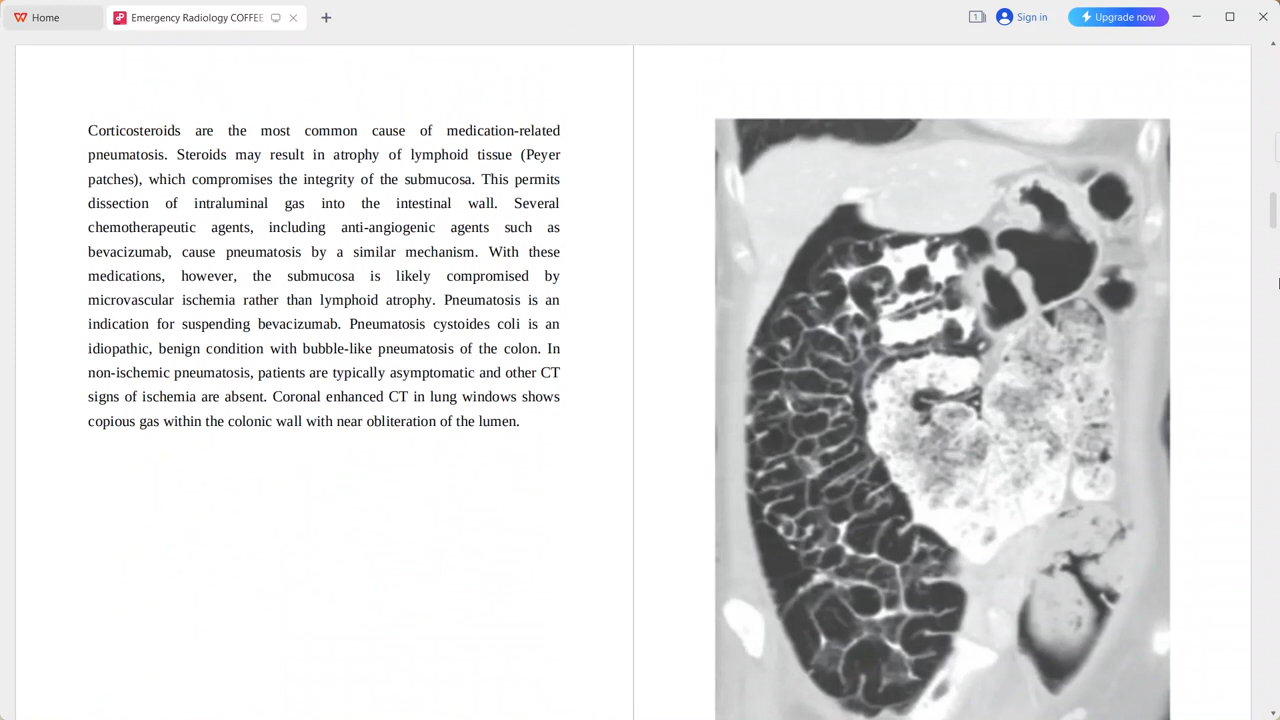 Home
Emergency Radiology COFFEE
Sign in
Upgrade now
Corticosteroids are the most common cause of medication-related
pneumatosis. Steroids may result in atrophy of lymphoid tissue (Peyer
patches), which compromises the integrity of the submucosa. This permits
dissection of intraluminal gas into the intestinal wall. Several
chemotherapeutic agents, including anti-angiogenic agents such as
bevacizumab, cause pneumatosis by a similar mechanism. With these
medications, however, the submucosa is likely compromised by
microvascular ischemia rather than lymphoid atrophy. Pneumatosis is an
indication for suspending bevacizumab. Pneumatosis cystoides coli is an
idiopathic, benign condition with bubble-like pneumatosis of the colon. In
non-ischemic pneumatosis, patients are typically asymptomatic and other CT
signs of ischemia are absent. Coronal enhanced CT in lung windows shows
copious gas within the colonic wall with near obliteration of the lumen.